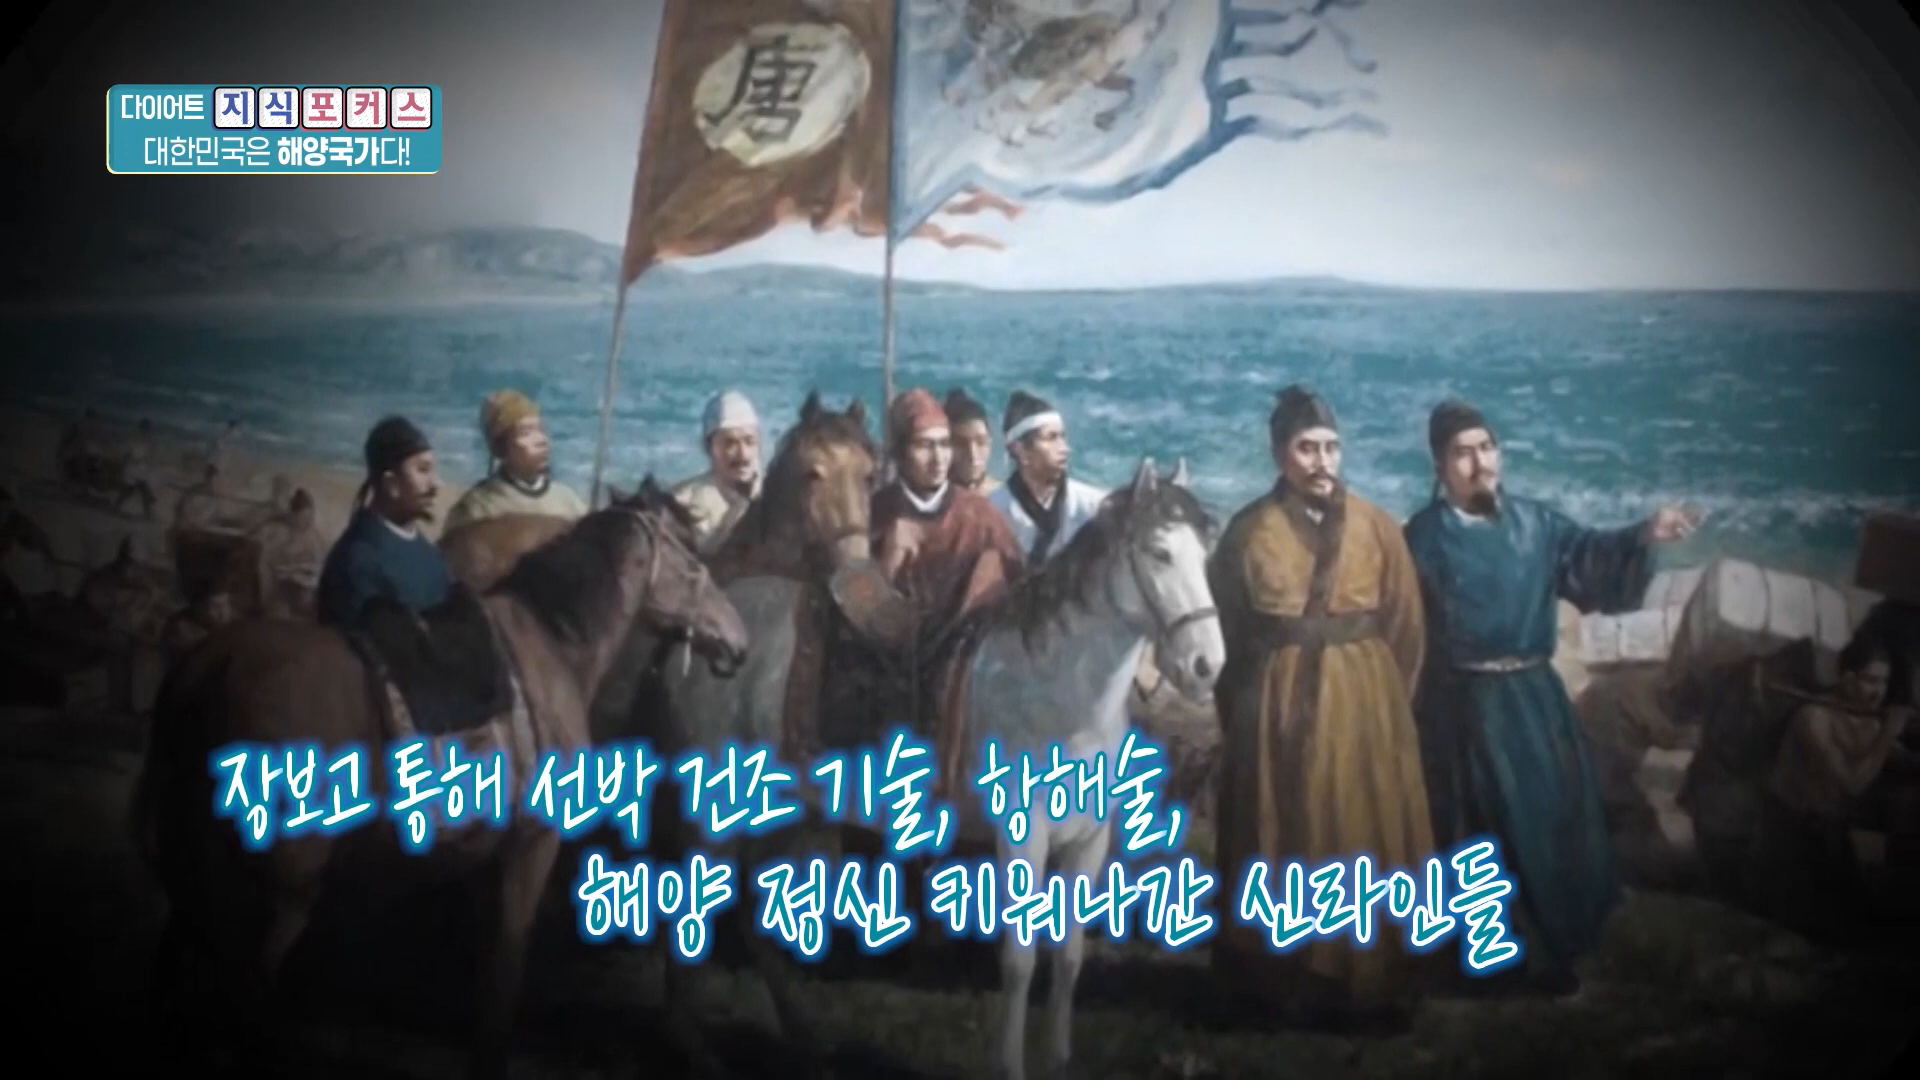 다이어트 지식포커스
대한민국은 해양국가다!
唐
장보고 통해 선박 건조 기술, 항해술,
해양 정신 키워나간 신라인들